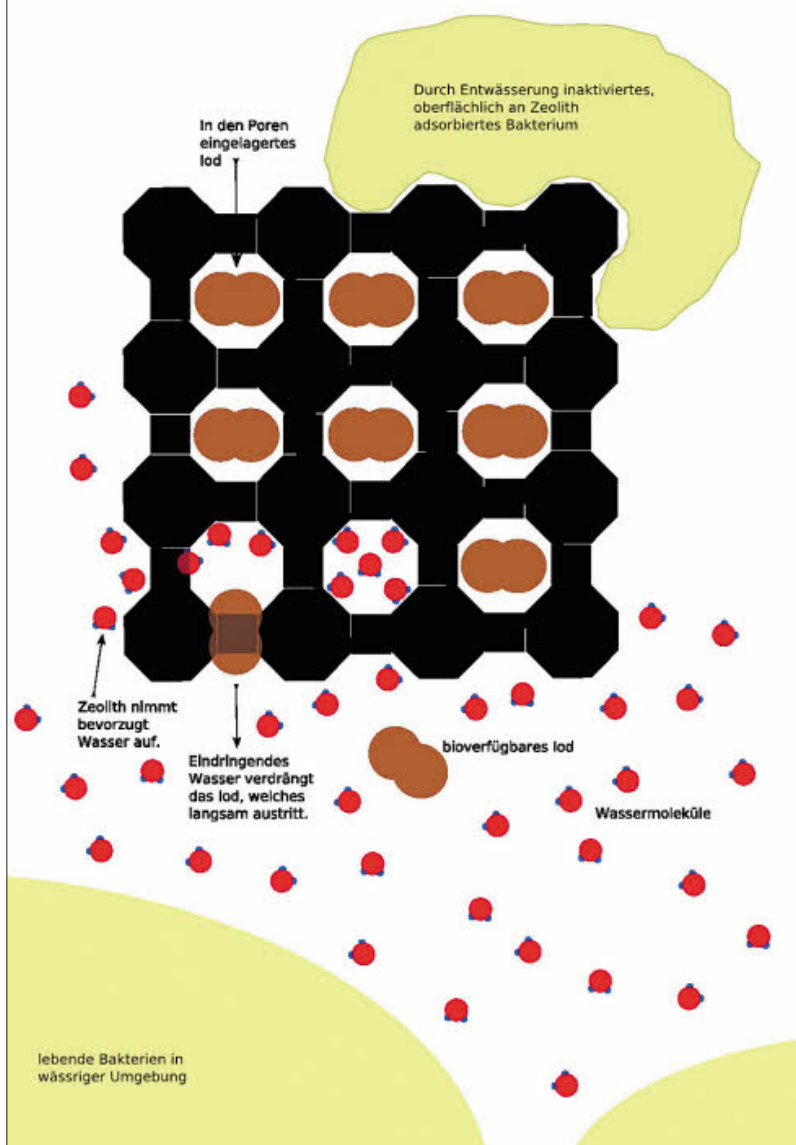 Durch Entwässerung inaktiviertes,
oberflächlich an Zeolith
adsorbiertes Bakterium
In den Poren
eingelagertes
Iod
Zeolith nimmt
bevorzugt
Wasser auf.
Eindringendes
Wasser verdrängt
das Iod, welches
langsam austritt.
bioverfügbares Iod
Wassermoleküle
lebende Bakterien in
wässriger Umgebung